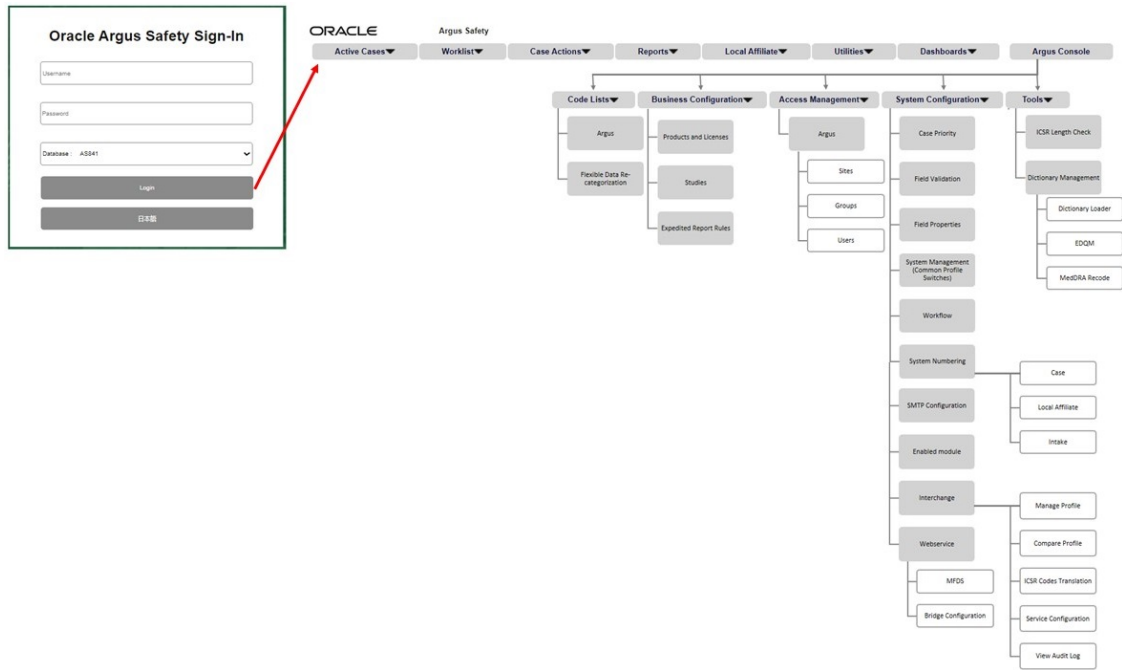 Oracle Argus Safety Sign-In
Username
Password
Database : AS841
Login
日本語
ORACLE Argus Safety
Active Cases Worklist Case Actions Reports Local Affiliate Utilities Dashboards Argus Console
Code Lists Business Configuration Access Management System Configuration Tools
Argus
Flexible Data Re-
categorization
Products and Licenses
Studies
Expedited Report Rules
Argus
Sites
Groups
Users
Case Priority
Field Validation
Field Properties
System Management
(Common Profile
Switches)
Workflow
System Numbering
Case
Local Affiliate
Intake
SMTP Configuration
Enabled module
Interchange
Manage Profile
Compare Profile
ICSR Codes Translation
Service Configuration
View Audit Log
Webservice
MFDS
Bridge Configuration
ICSR Length Check
Dictionary Management
Dictionary Loader
EDQM
MedDRA Recode